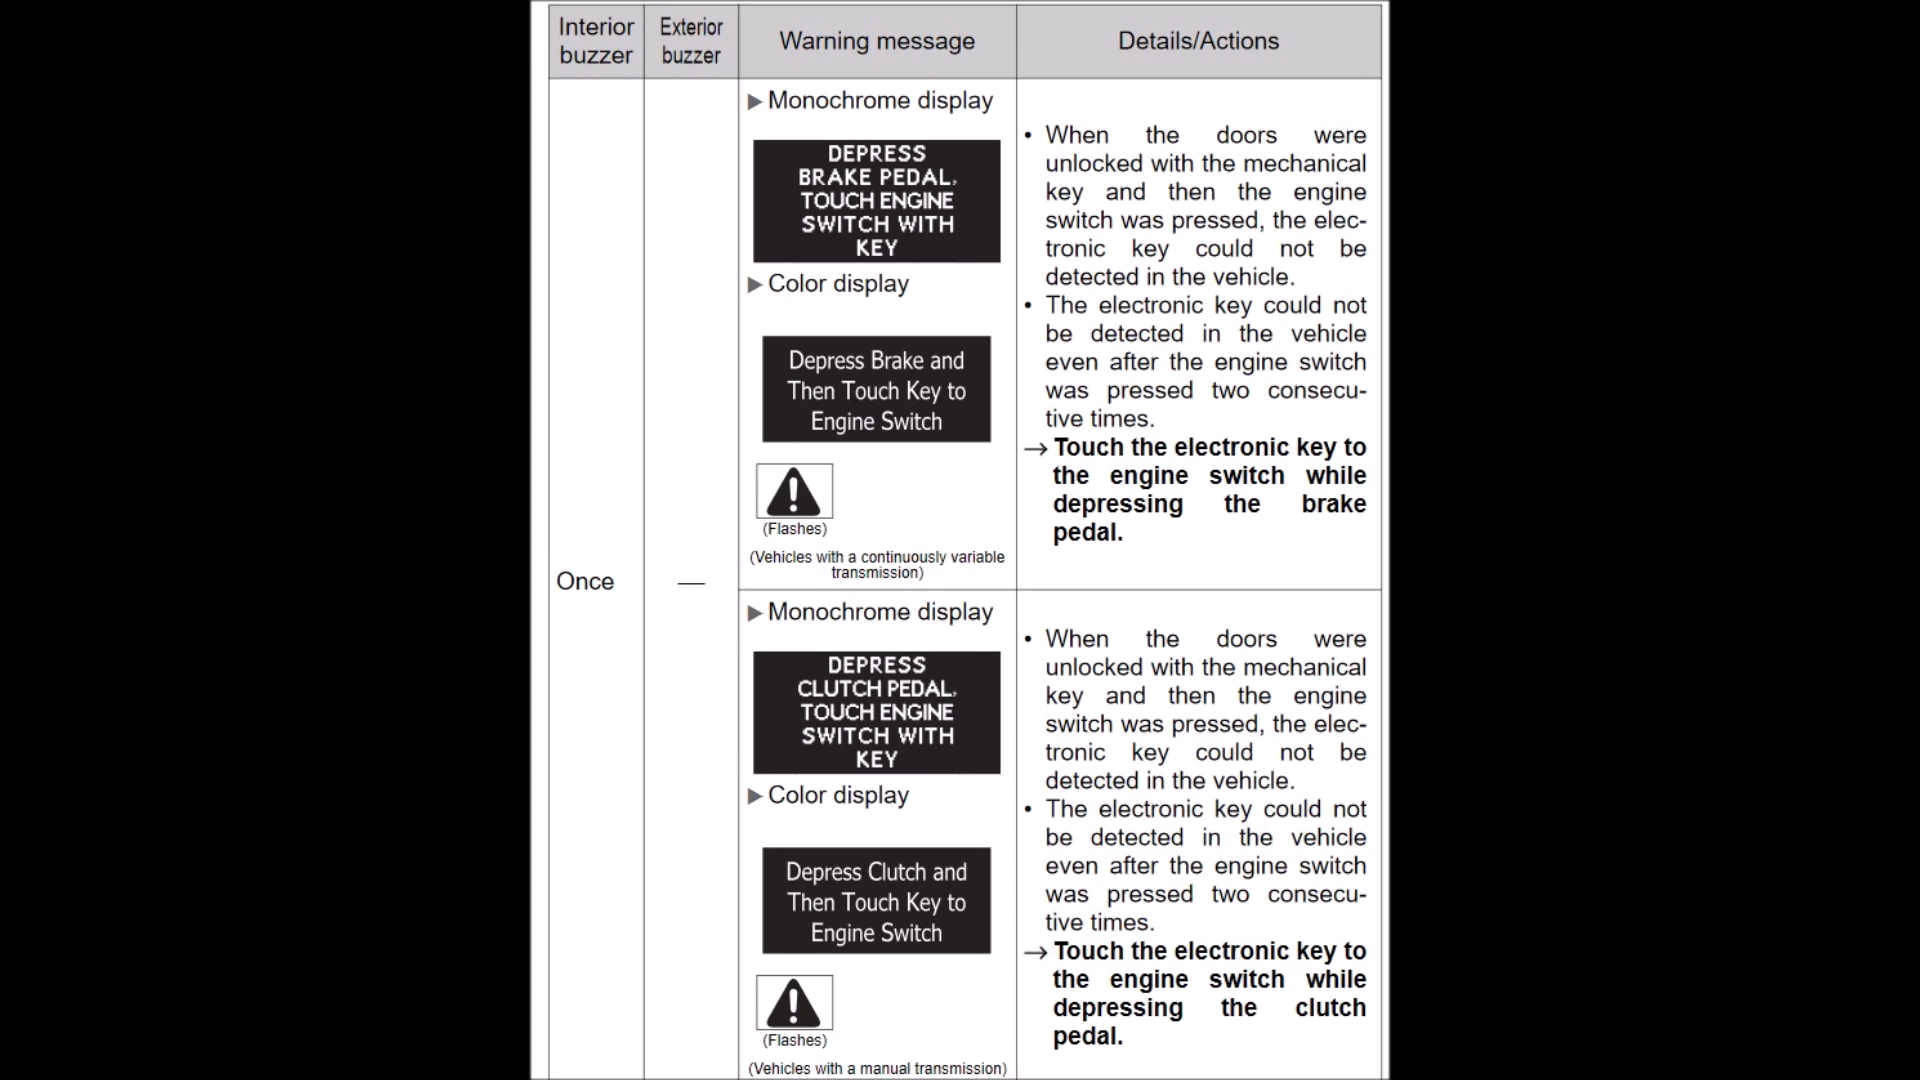 Interior buzzer
Exterior buzzer
Warning message
Details/Actions
Once
—
▶ Monochrome display
DEPRESS
BRAKE PEDAL,
TOUCH ENGINE
SWITCH WITH
KEY
▶ Color display
Depress Brake and
Then Touch Key to
Engine Switch
(Flashes)
(Vehicles with a continuously variable
transmission)
• When the doors were
unlocked with the mechanical
key and then the engine
switch was pressed, the elec-
tronic key could not be
detected in the vehicle.
• The electronic key could not
be detected in the vehicle
even after the engine switch
was pressed two consecu-
tive times.
→ Touch the electronic key to
the engine switch while
depressing the brake
pedal.
▶ Monochrome display
DEPRESS
CLUTCH PEDAL,
TOUCH ENGINE
SWITCH WITH
KEY
▶ Color display
Depress Clutch and
Then Touch Key to
Engine Switch
(Flashes)
(Vehicles with a manual transmission)
• When the doors were
unlocked with the mechanical
key and then the engine
switch was pressed, the elec-
tronic key could not be
detected in the vehicle.
• The electronic key could not
be detected in the vehicle
even after the engine switch
was pressed two consecu-
tive times.
→ Touch the electronic key to
the engine switch while
depressing the clutch
pedal.